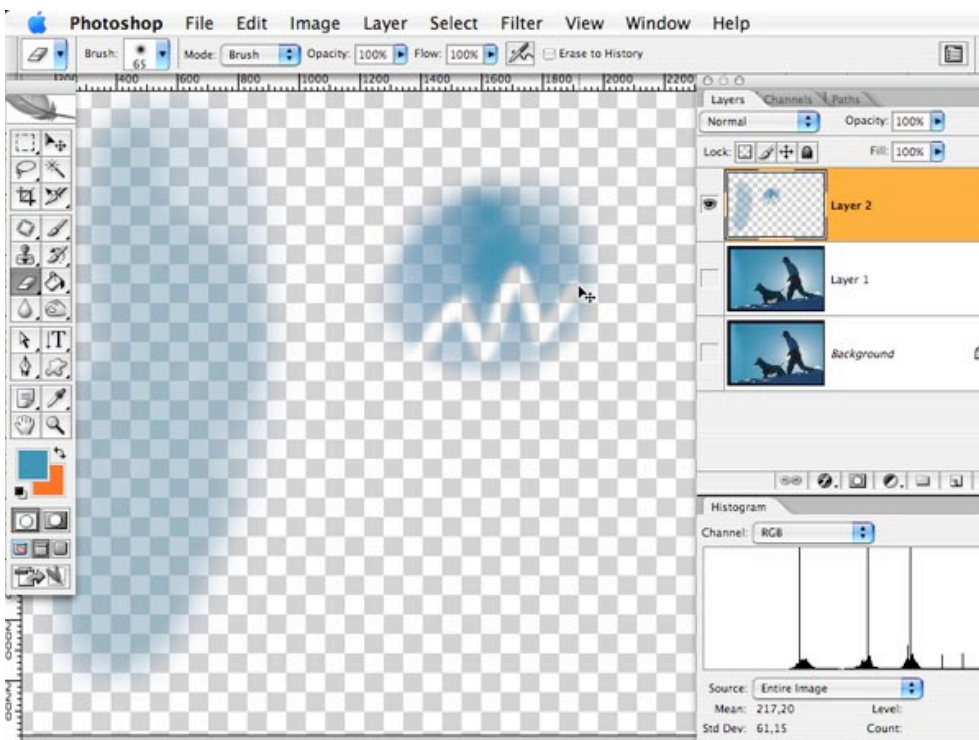 Photoshop File Edit Image Layer Select Filter View Window Help
Brush: 65 Mode: Brush Opacity: 100% Flow: 100% Erase to History
400 600 800 1000 1200 1400 1600 1800 2000 2200
Layers Channels Paths
Normal Opacity: 100%
Lock: Fill: 100%
Layer 2
Layer 1
Background
T
Histogram
Channel: RGB
Source: Entire Image
Mean: 217,20 Level:
Std Dev: 61,15 Count: